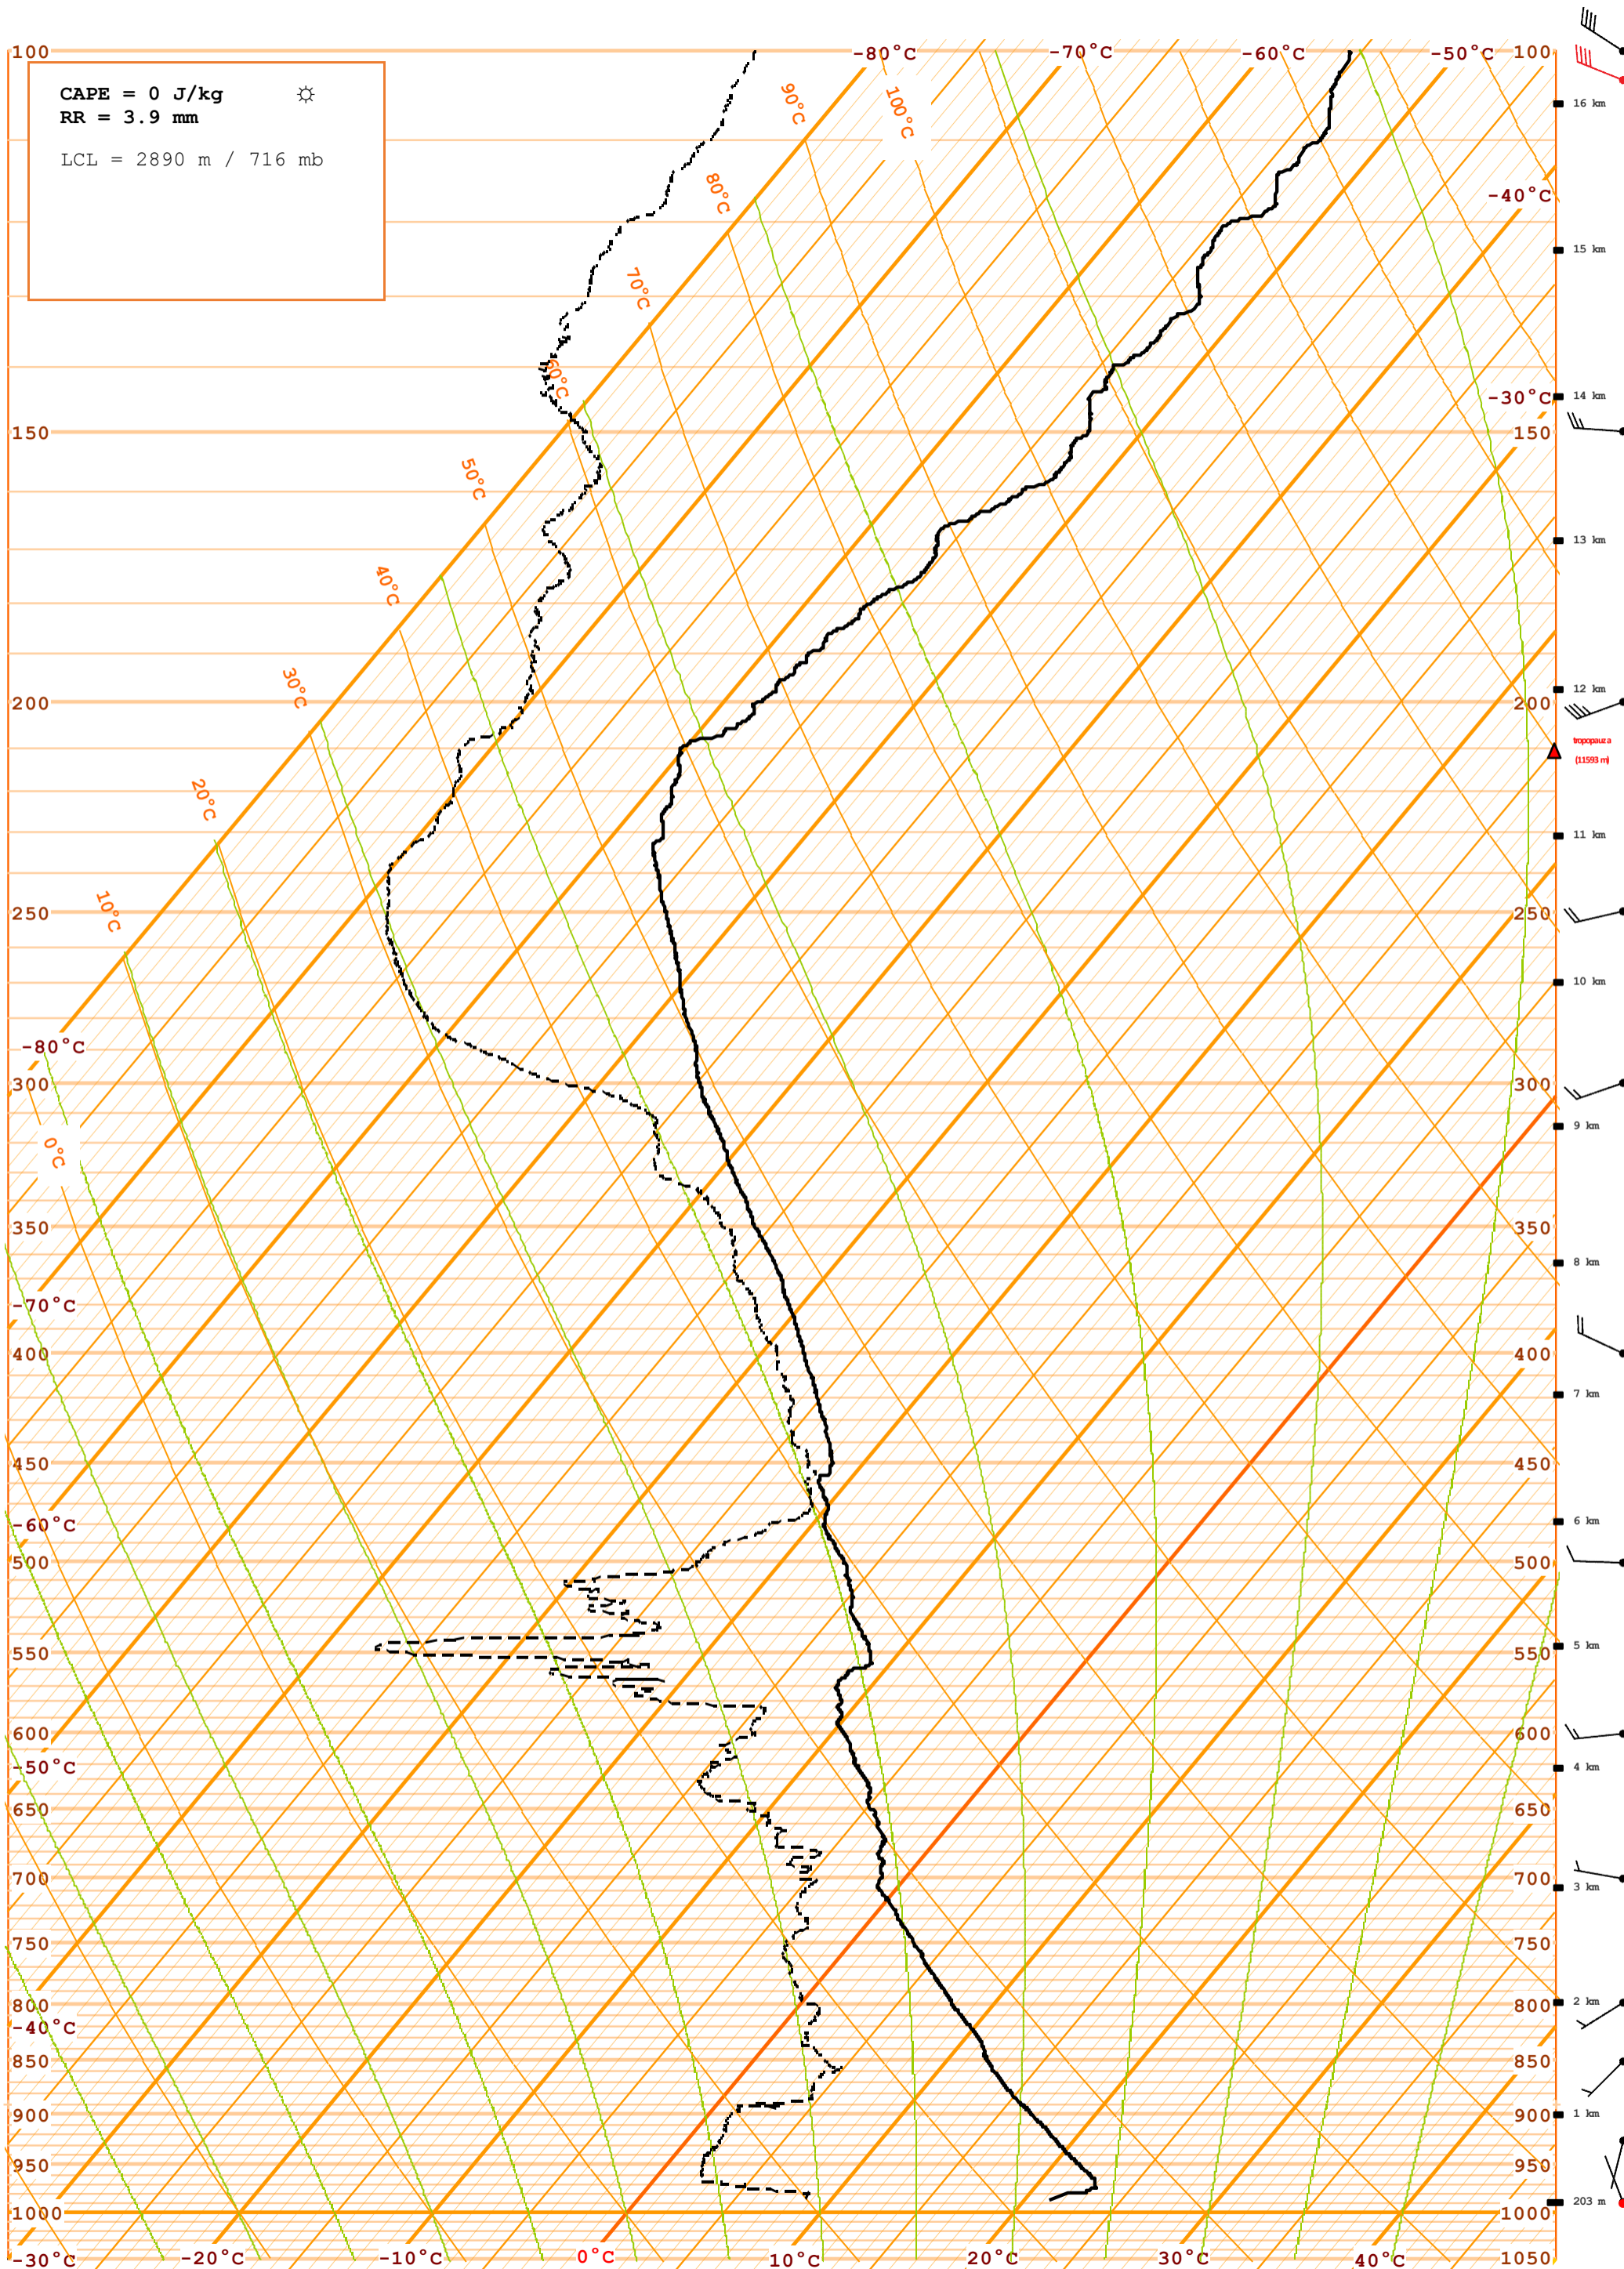 -80°C -70°C -60°C -50°C
100 100
CAPE = 0 J/kg ☼
RR = 3.9 mm
LCL = 2890 m / 716 mb
90°C 100°C
16 km
80°C
-40°C
15 km
70°C
60°C
-30°C
14 km
150 150
50°C
13 km
40°C
30°C
12 km
200 200
tropopauza
(11593 m)
20°C
11 km
10°C
250 250
10 km
-80°C
300 300
9 km
0°C
350 350
8 km
-70°C
400 400
7 km
450 450
-60°C
6 km
500 500
5 km
550 550
600 600
-50°C
4 km
650 650
700 700
3 km
750 750
800 800
2 km
-40°C
850 850
900 900
1 km
950 950
203 m
1000 1000
-30°C -20°C -10°C 0°C 10°C 20°C 30°C 40°C 1050